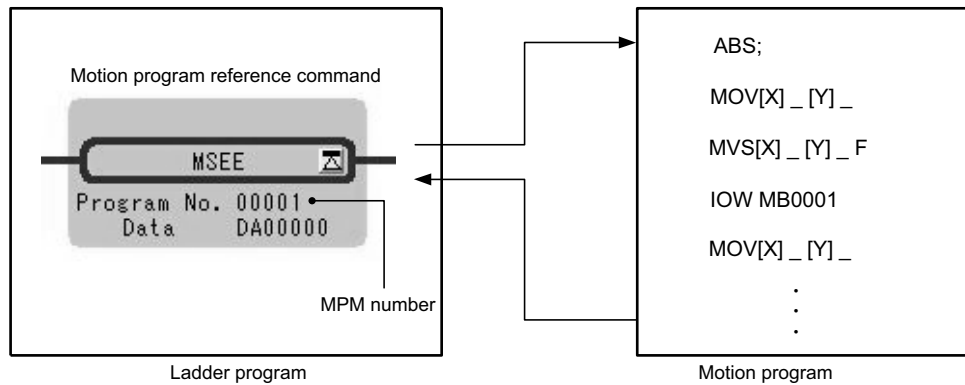 Motion program reference command
MSEE
Program No. 00001
Data DA00000
MPM number
Ladder program
ABS;
MOV[X] _ [Y] _
MVS[X] _ [Y] _ F
IOW MB0001
MOV[X] _ [Y] _
.
.
.
Motion program